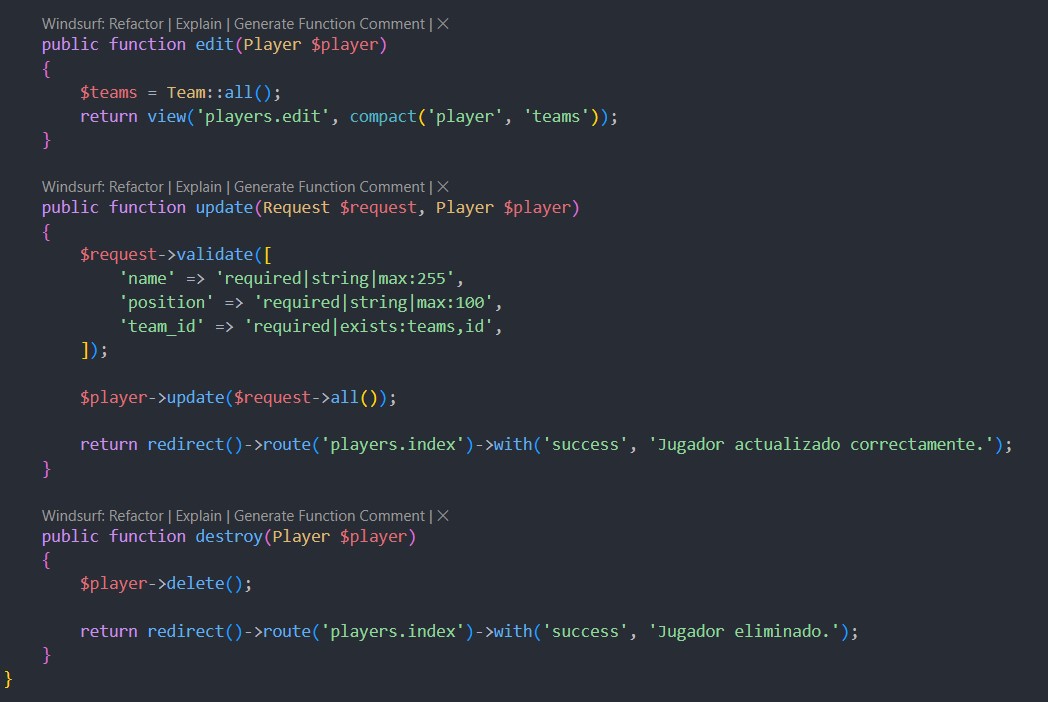 Windsurf: Refactor | Explain | Generate Function Comment | ×
public function edit(Player $player)
{
    $teams = Team::all();
    return view('players.edit', compact('player', 'teams'));
}
Windsurf: Refactor | Explain | Generate Function Comment | ×
public function update(Request $request, Player $player)
{
    $request->validate([
        'name' => 'required|string|max:255',
        'position' => 'required|string|max:100',
        'team_id' => 'required|exists:teams,id',
    ]);
    $player->update($request->all());
    return redirect()->route('players.index')->with('success', 'Jugador actualizado correctamente.');
}
Windsurf: Refactor | Explain | Generate Function Comment | ×
public function destroy(Player $player)
{
    $player->delete();
    return redirect()->route('players.index')->with('success', 'Jugador eliminado.');
}
}